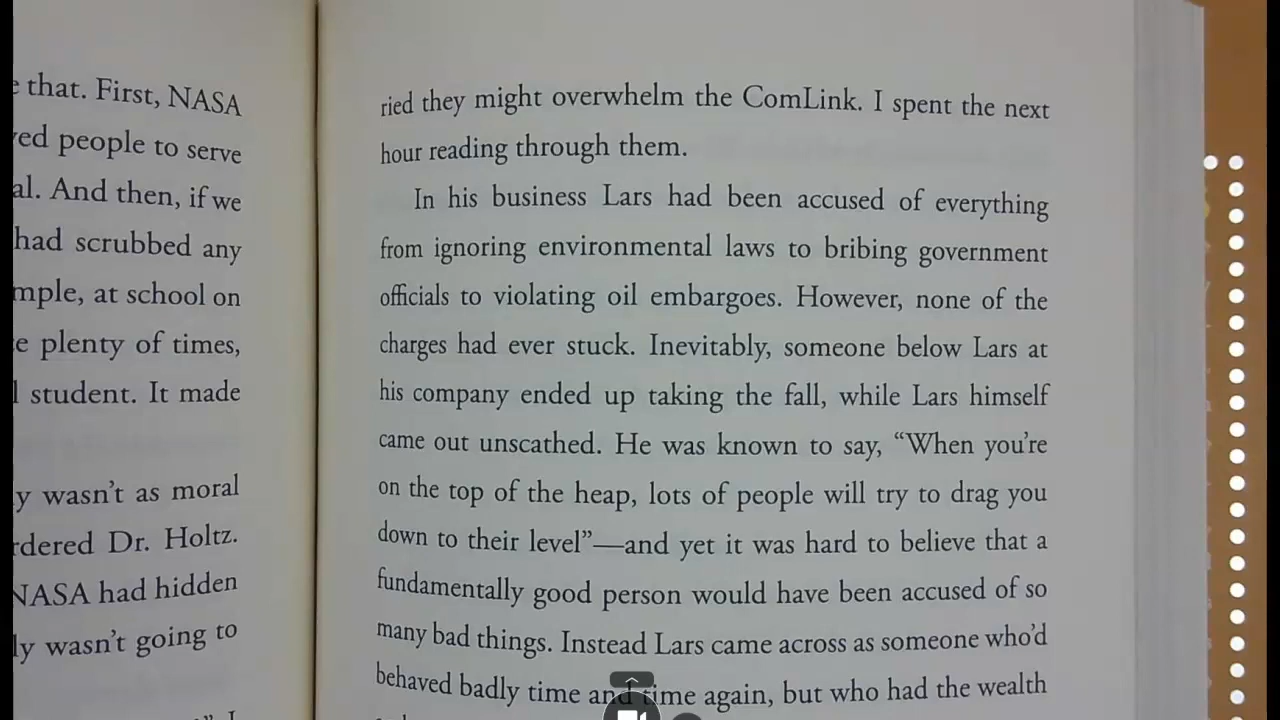 that. First, NASA
people to serve
And then, if we
had scrubbed any
at school on
plenty of times,
student. It made
wasn't as moral
Dr. Holtz.
NASA had hidden
wasn't going to
" I
ried they might overwhelm the ComLink. I spent the next
hour reading through them.
In his business Lars had been accused of everything
from ignoring environmental laws to bribing government
officials to violating oil embargoes. However, none of the
charges had ever stuck. Inevitably, someone below Lars at
his company ended up taking the fall, while Lars himself
came out unscathed. He was known to say, “When you’re
on the top of the heap, lots of people will try to drag you
down to their level”—and yet it was hard to believe that a
fundamentally good person would have been accused of so
many bad things. Instead Lars came across as someone who’d
behaved badly time and time again, but who had the wealth